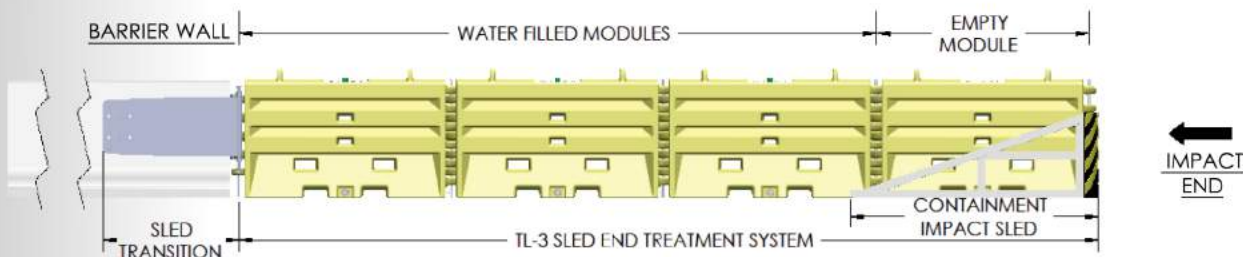 BARRIER WALL
WATER FILLED MODULES
EMPTY
MODULE
IMPACT
END
SLED
TRANSITION
CONTAINMENT
IMPACT SLED
TL-3 SLED END TREATMENT SYSTEM